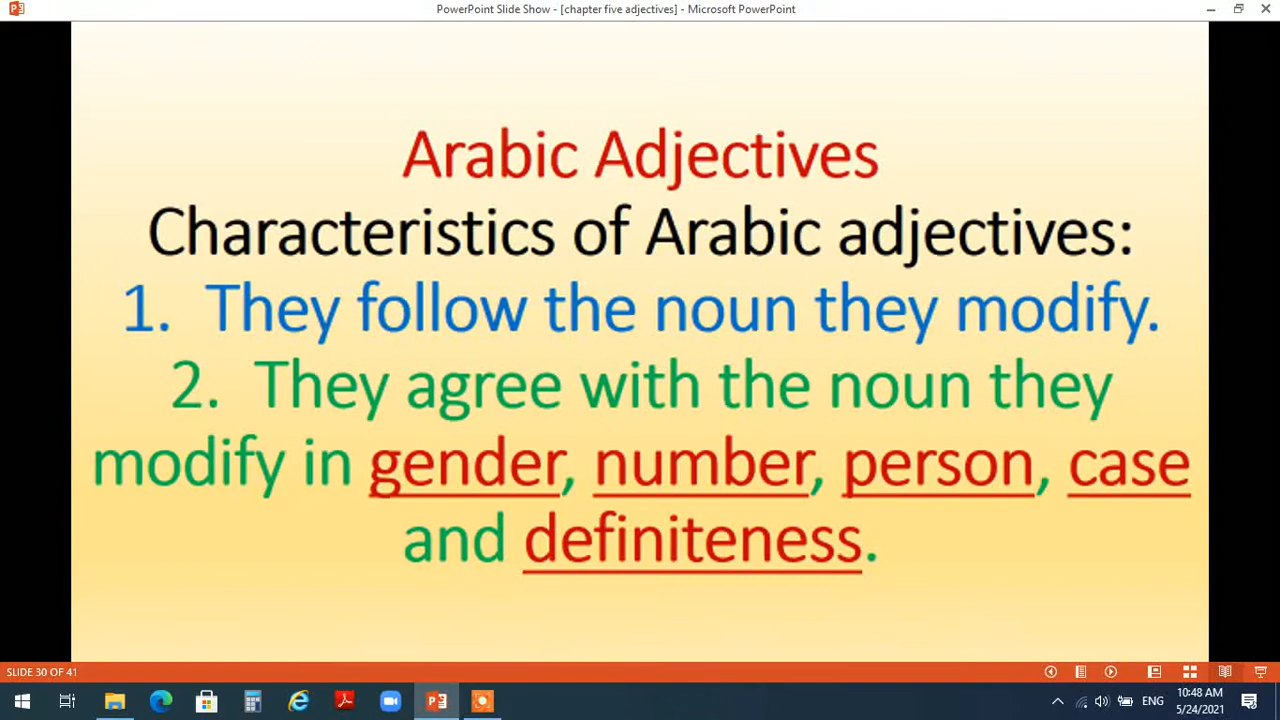 PowerPoint Slide Show - [chapter five adjectives] - Microsoft PowerPoint
Arabic Adjectives
Characteristics of Arabic adjectives:
1. They follow the noun they modify.
2. They agree with the noun they
modify in gender, number, person, case
and definiteness.
SLIDE 30 OF 41
ENG
10:48 AM
5/24/2021